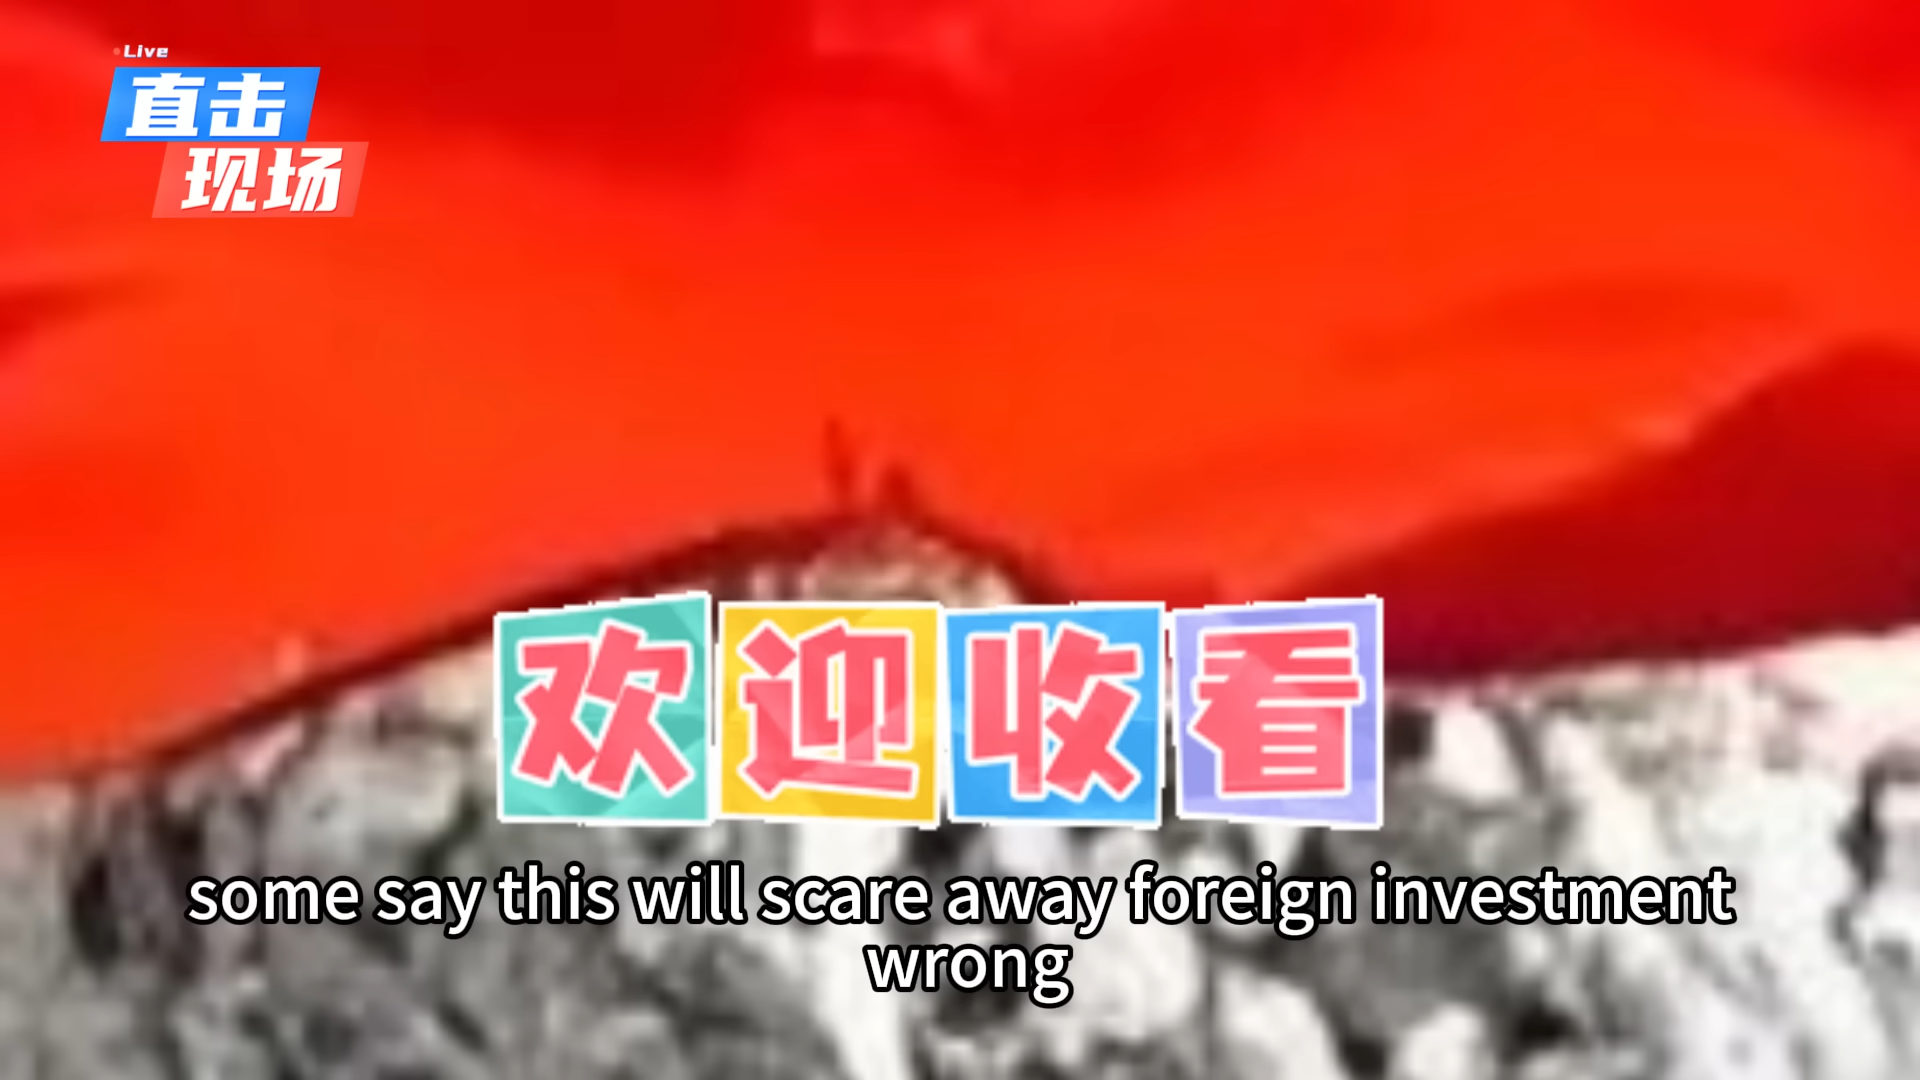 Live
直击
现场
欢迎收看
some say this will scare away foreign investment
wrong